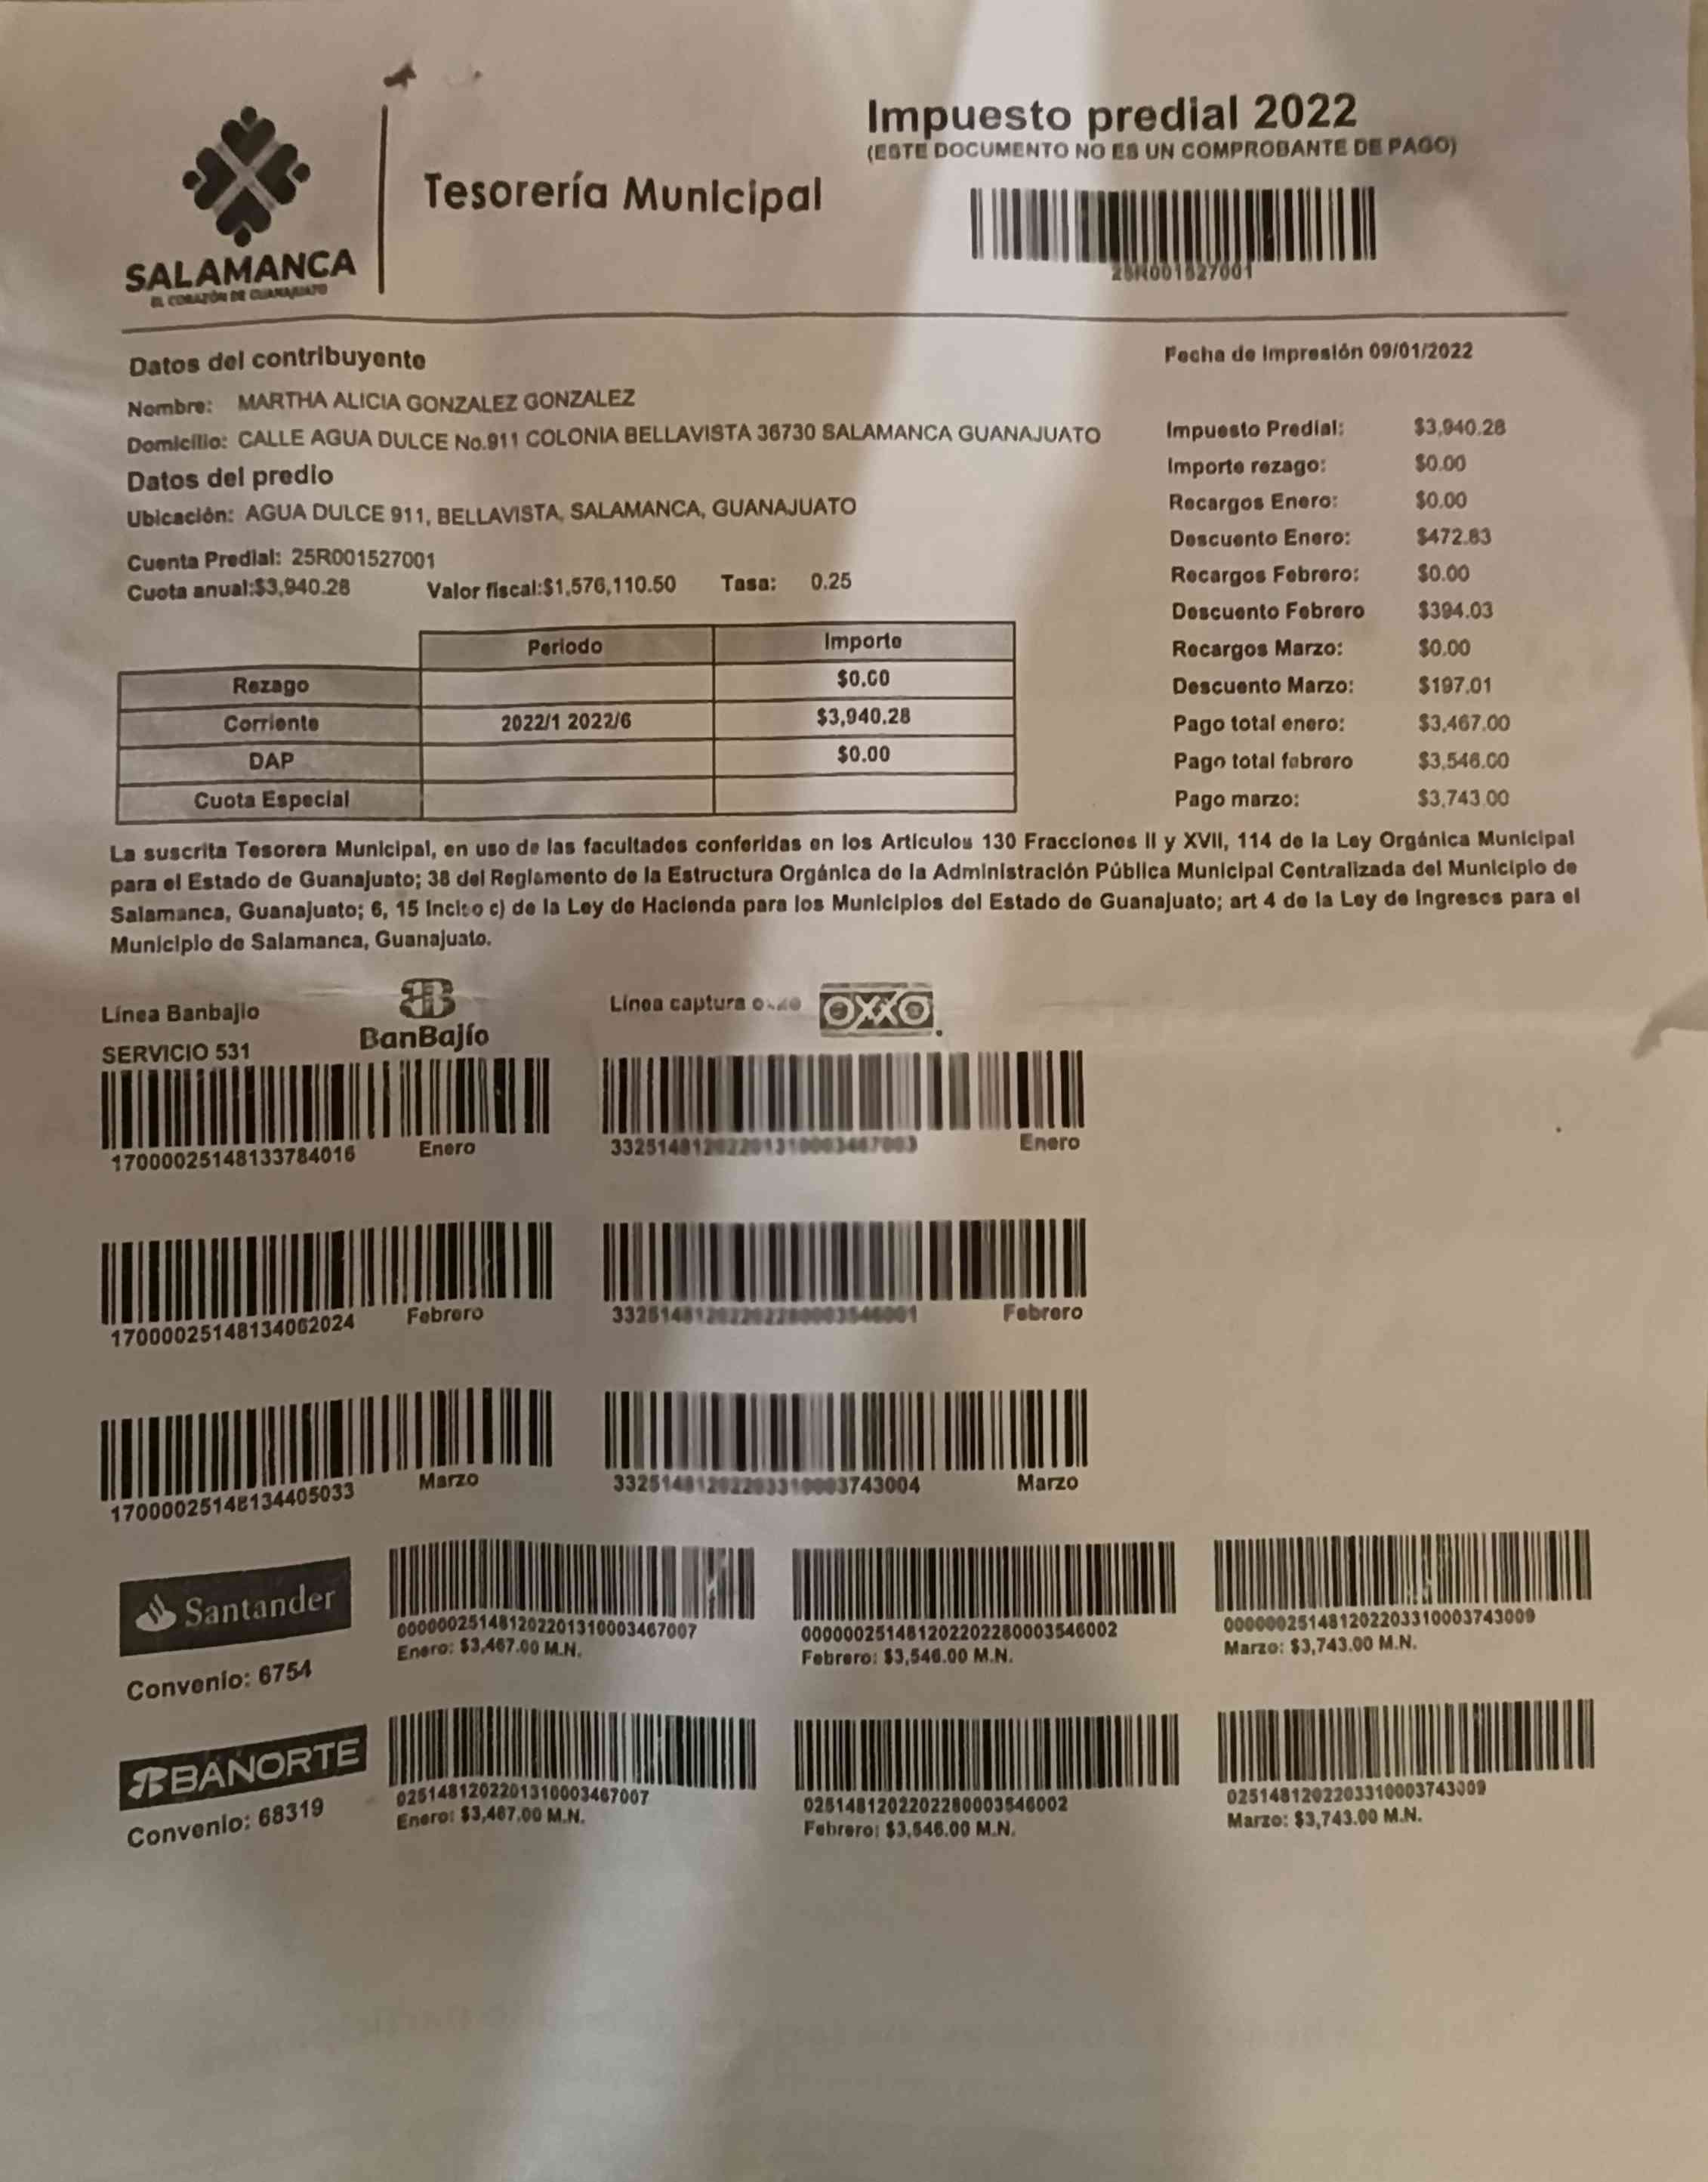 Impuesto predial 2022
(ESTE DOCUMENTO NO ES UN COMPROBANTE DE PAGO)
Tesorería Municipal
25R001527001
SALAMANCA
EL CORAZÓN DE GUANAJUATO
Datos del contribuyente
Fecha de impresión 09/01/2022
Nombre: MARTHA ALICIA GONZALEZ GONZALEZ
Domicilio: CALLE AGUA DULCE No.911 COLONIA BELLAVISTA 36730 SALAMANCA GUANAJUATO
Datos del predio
Ubicación: AGUA DULCE 911, BELLAVISTA, SALAMANCA, GUANAJUATO
Cuenta Predial: 25R001527001
Cuota anual:$3,940.28 Valor fiscal:$1,576,110.50 Tasa: 0.25
Periodo Importe
Rezago $0.00
Corriente 2022/1 2022/6 $3,940.28
DAP $0.00
Cuota Especial
Impuesto Predial: $3,940.28
Importe rezago: $0.00
Recargos Enero: $0.00
Descuento Enero: $472.83
Recargos Febrero: $0.00
Descuento Febrero $394.03
Recargos Marzo: $0.00
Descuento Marzo: $197.01
Pago total enero: $3,467.00
Pago total febrero $3,546.00
Pago marzo: $3,743.00
La suscrita Tesorera Municipal, en uso de las facultades conferidas en los Artículos 130 Fracciones II y XVII, 114 de la Ley Orgánica Municipal
para el Estado de Guanajuato; 38 del Reglamento de la Estructura Orgánica de la Administración Pública Municipal Centralizada del Municipio de
Salamanca, Guanajuato; 6, 15 Inciso c) de la Ley de Hacienda para los Municipios del Estado de Guanajuato; art 4 de la Ley de Ingresos para el
Municipio de Salamanca, Guanajuato.
Línea Banbajio
BanBajío
Línea captura
OXXO
SERVICIO 531
17000025148133784016 Enero
33251481202201310003467003 Enero
17000025148134062024 Febrero
332514812022022800003546001 Febrero
17000025148134405033 Marzo
332514812022033100003743004 Marzo
Santander
Convenio: 6754
000000251481202201310003467007
Enero: $3,467.00 M.N.
000000251481202202280003546002
Febrero: $3,546.00 M.N.
000000251481202203310003743009
Marzo: $3,743.00 M.N.
BANORTE
Convenio: 68319
0251481202201310003467007
Enero: $3,467.00 M.N.
0251481202202280003546002
Febrero: $3,546.00 M.N.
0251481202203310003743009
Marzo: $3,743.00 M.N.